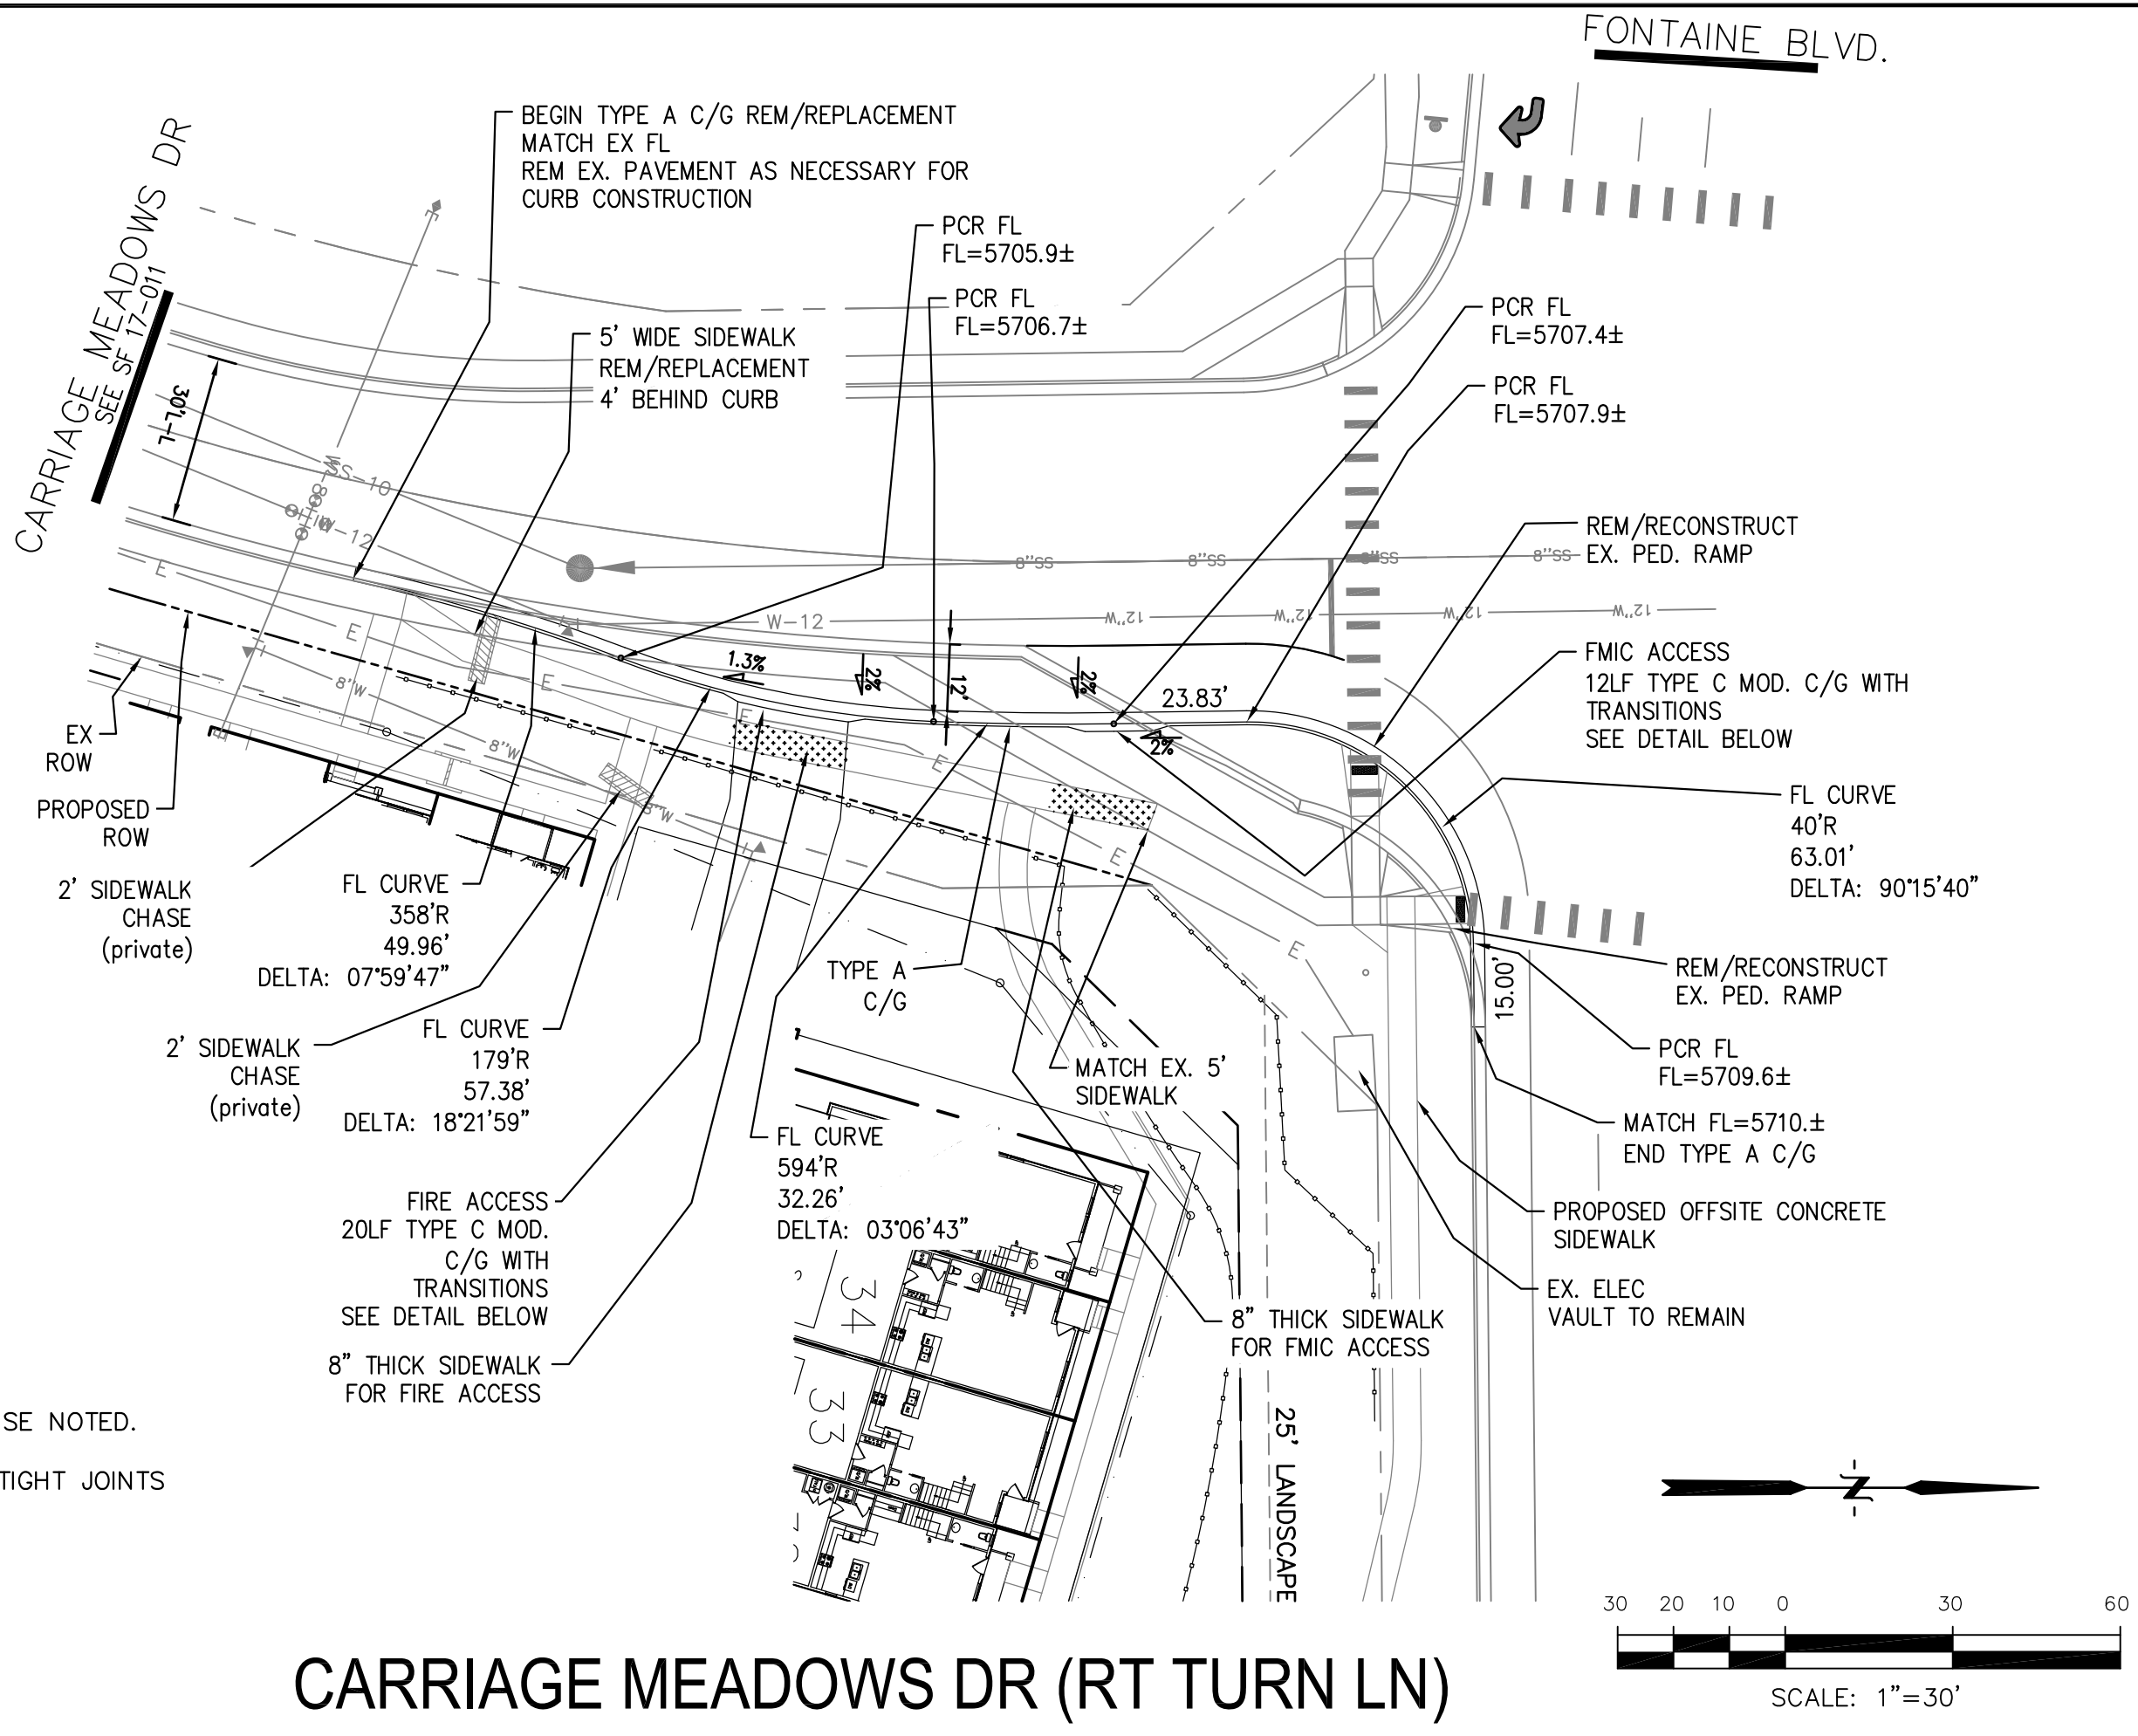 FONTAINE BLVD.
CARRIAGE MEADOWS DR
SEE SF 17-011
30'L-L
BEGIN TYPE A C/G REM/REPLACEMENT
MATCH EX FL
REM EX. PAVEMENT AS NECESSARY FOR
CURB CONSTRUCTION
PCR FL
FL=5705.9±
PCR FL
FL=5706.7±
5' WIDE SIDEWALK
REM/REPLACEMENT
4' BEHIND CURB
PCR FL
FL=5707.4±
PCR FL
FL=5707.9±
REM/RECONSTRUCT
EX. PED. RAMP
FMIC ACCESS
12LF TYPE C MOD. C/G WITH
TRANSITIONS
SEE DETAIL BELOW
FL CURVE
40'R
63.01'
DELTA: 90°15'40"
REM/RECONSTRUCT
EX. PED. RAMP
15.00'
PCR FL
FL=5709.6±
MATCH FL=5710.±
END TYPE A C/G
PROPOSED OFFSITE CONCRETE
SIDEWALK
EX. ELEC
VAULT TO REMAIN
SS-10
W-12
8"SS
8"SS
8"SS
8"SS
W-12
12"W
12"W
12"W
12"W
E
E
E
E
E
E
E
E
8"W
8"W
8"W
1.3%
2%
12'
2%
23.83'
2%
EX
ROW
PROPOSED
ROW
2' SIDEWALK
CHASE
(private)
FL CURVE
358'R
49.96'
DELTA: 07°59'47"
2' SIDEWALK
CHASE
(private)
FL CURVE
179'R
57.38'
DELTA: 18°21'59"
TYPE A
C/G
MATCH EX. 5'
SIDEWALK
FL CURVE
594'R
32.26'
DELTA: 03°06'43"
FIRE ACCESS
20LF TYPE C MOD.
C/G WITH
TRANSITIONS
SEE DETAIL BELOW
8" THICK SIDEWALK
FOR FIRE ACCESS
8" THICK SIDEWALK
FOR FMIC ACCESS
34
33
25' LANDSCAPE
SE NOTED.
TIGHT JOINTS
Z
30 20 10 0 30 60
SCALE: 1"=30'
CARRIAGE MEADOWS DR (RT TURN LN)